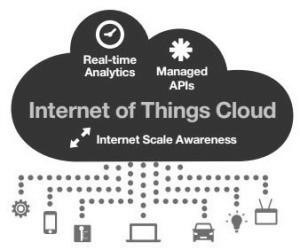 Real-time
Analytics
Managed
APIs
Internet of Things Cloud
Internet Scale Awareness